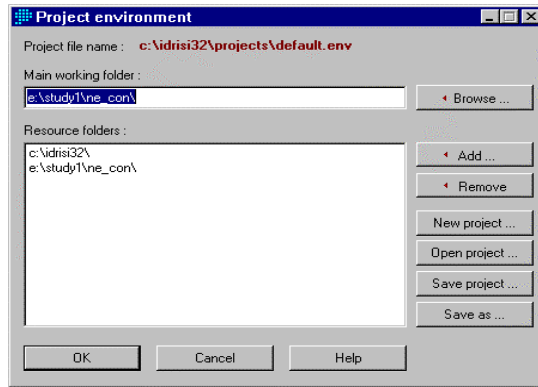 Project environment
Project file name : c:\idrisi32\projects\default.env
Main working folder :
e:\study1\ne_con\
Browse ...
Resource folders :
c:\idrisi32\
e:\study1\ne_con\
Add ...
Remove
New project ...
Open project ...
Save project ...
Save as ...
OK Cancel Help